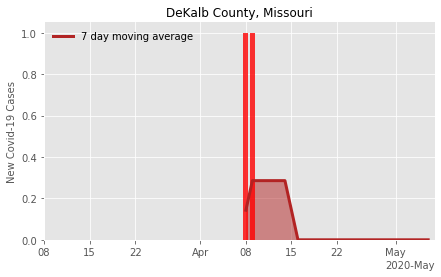 DeKalb County, Missouri
7 day moving average
New Covid-19 Cases
1.0
0.8
0.6
0.4
0.2
0.0
08 15 22 Apr 08 15 22 May
2020-May